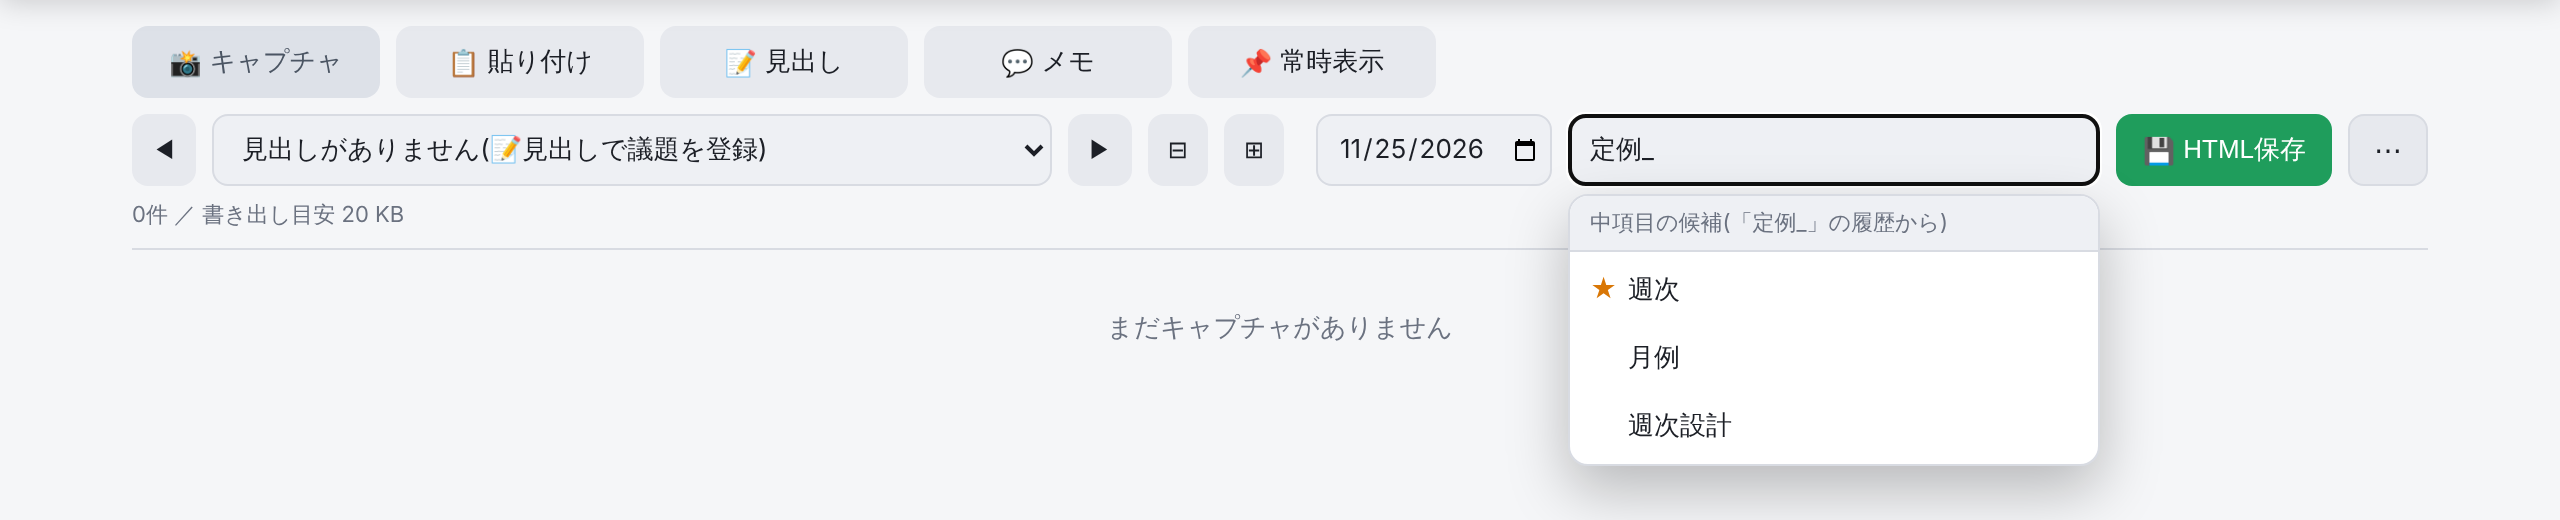 📸 キャプチャ 📋 貼り付け 📝 見出し 💬 メモ 📌 常時表示
◀ 見出しがありません(📝見出しで議題を登録) ▶ ⊟ ⊞ 11/25/2026 定例_ 💾 HTML保存 …
0件 ／ 書き出し目安 20 KB
中項目の候補(「定例_」の履歴から)
★ 週次
まだキャプチャがありません
月例
週次設計